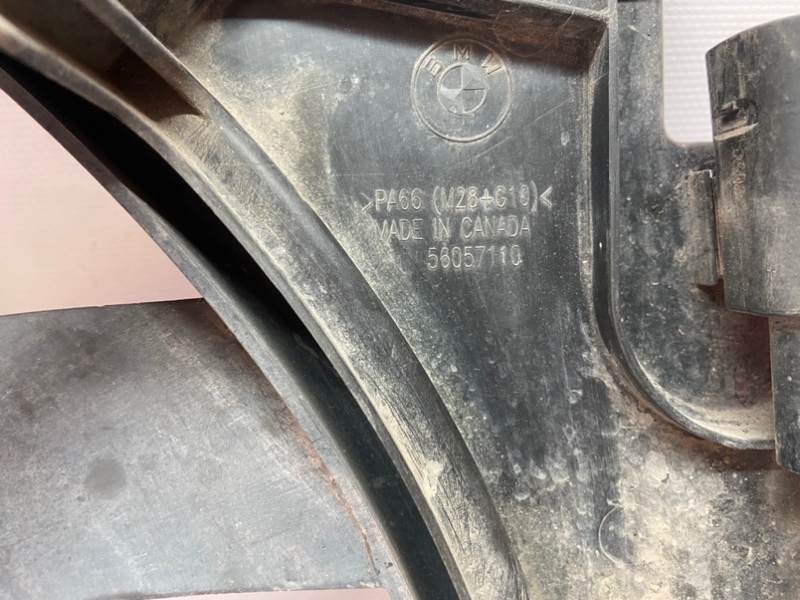 BMW
>PA66 (M28+G10)<
MADE IN CANADA
56057110